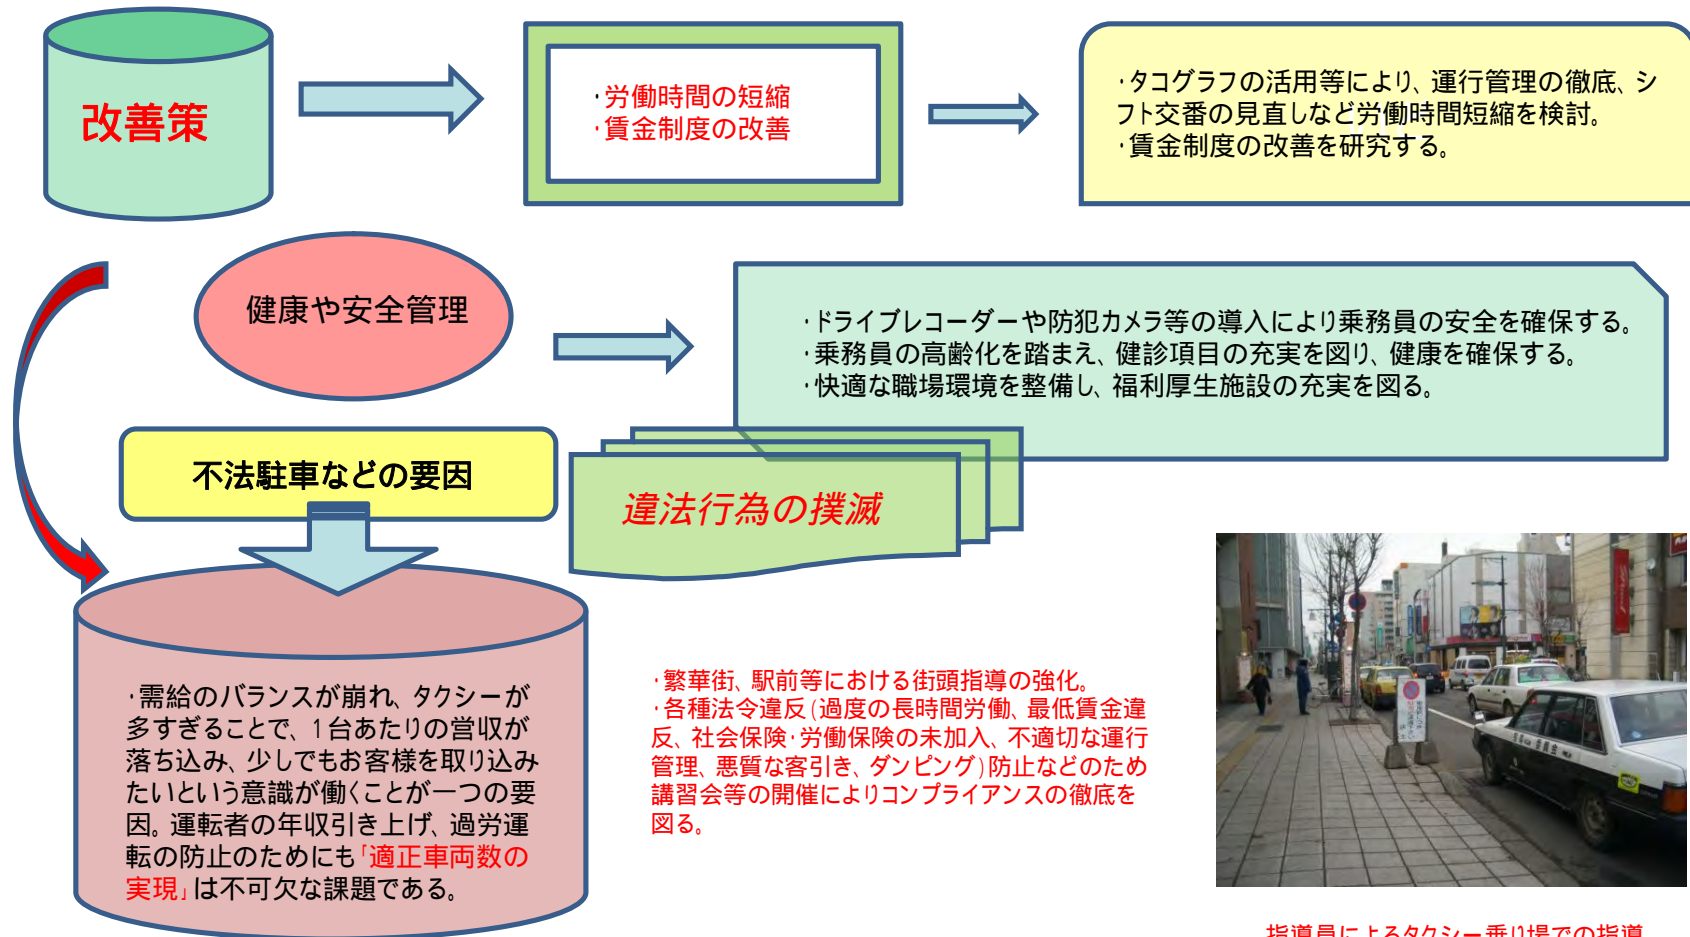 改善策
・労働時間の短縮
・賃金制度の改善
・タコグラフの活用等により、運行管理の徹底、シ
フト交番の見直しなど労働時間短縮を検討。
・賃金制度の改善を研究する。
健康や安全管理
・ドライブレコーダーや防犯カメラ等の導入により乗務員の安全を確保する。
・乗務員の高齢化を踏まえ、健診項目の充実を図り、健康を確保する。
・快適な職場環境を整備し、福利厚生施設の充実を図る。
不法駐車などの要因
違法行為の撲滅
・需給のバランスが崩れ、タクシーが
多すぎることで、1台あたりの営収が
落ち込み、少しでもお客様を取り込み
たいという意識が働くことが一つの要
因。運転者の年収引き上げ、過労運
転の防止のためにも「適正車両数の
実現」は不可欠な課題である。
・繁華街、駅前等における街頭指導の強化。
・各種法令違反(過度の長時間労働、最低賃金違
反、社会保険・労働保険の未加入、不適切な運行
管理、悪質な客引き、ダンピング)防止などのため
講習会等の開催によりコンプライアンスの徹底を
図る。
指導員によるタクシー乗り場での指導